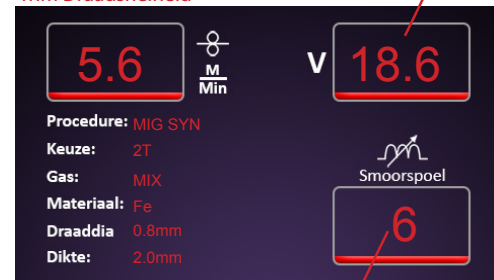 5.6
M
Min
V 18.6
Procedure: MIG SYN
Keuze: 2T
Gas: MIX
Materiaal: Fe
Draaddia 0.8mm
Dikte: 2.0mm
Smoorspoel
6